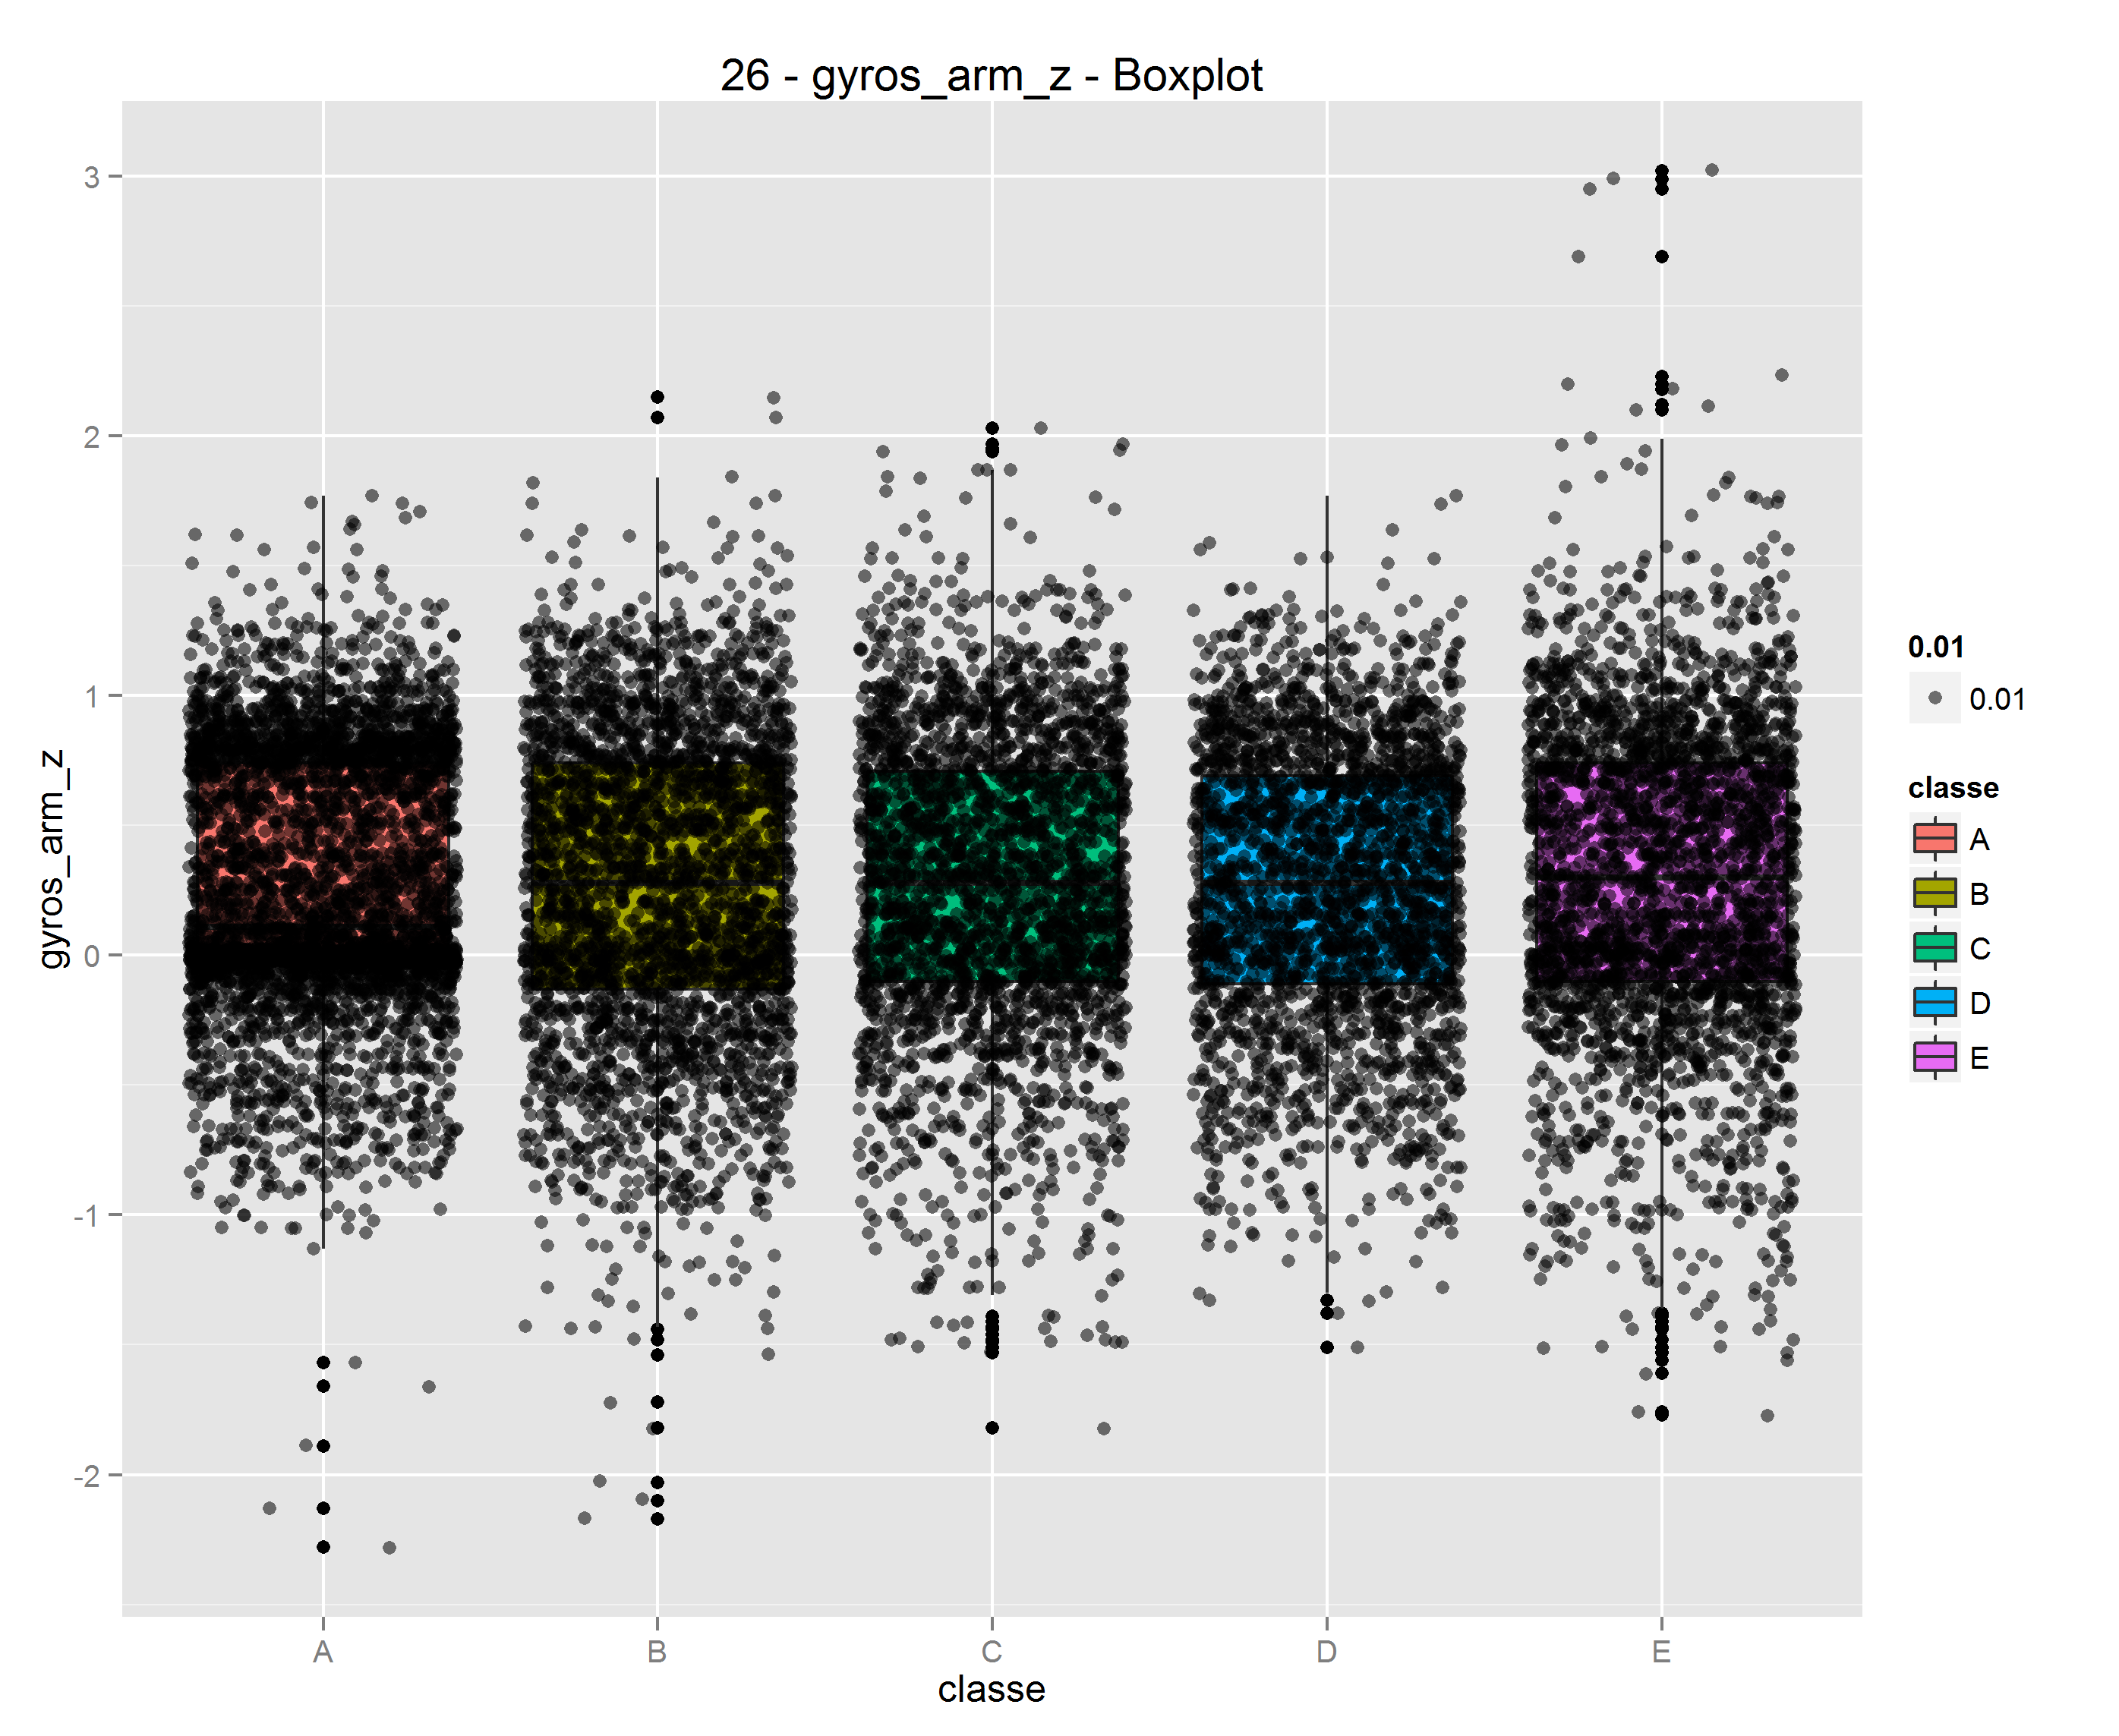 26 - gyros_arm_z - Boxplot
gyros_arm_z
3
2
1
0
-1
-2
A B C D E
classe
0.01
0.01
classe
A
B
C
D
E